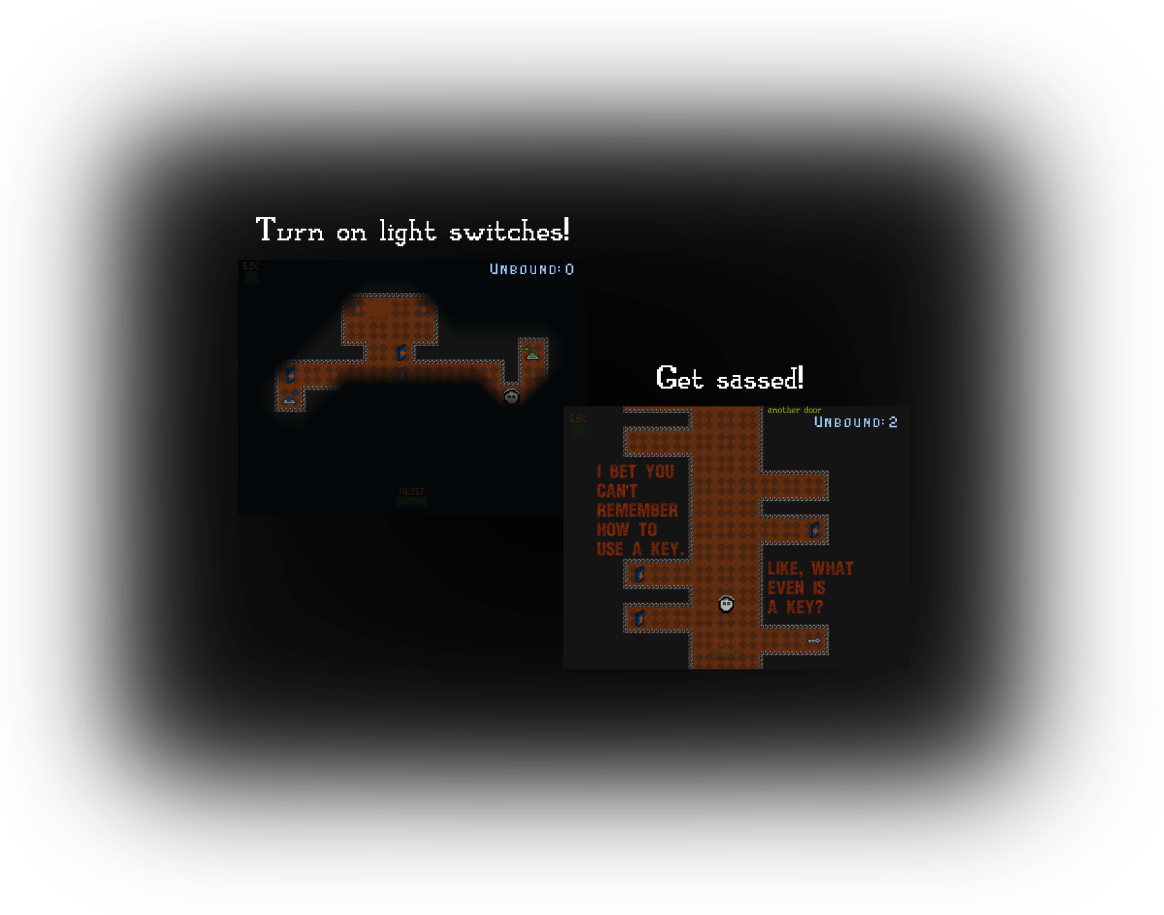 Turn on light switches!
ESC
UNBOUND: 0
RESET
Get sassed!
another door
ESC
UNBOUND: 2
I BET YOU
CAN'T
REMEMBER
HOW TO
USE A KEY.
LIKE, WHAT
EVEN IS
A KEY?